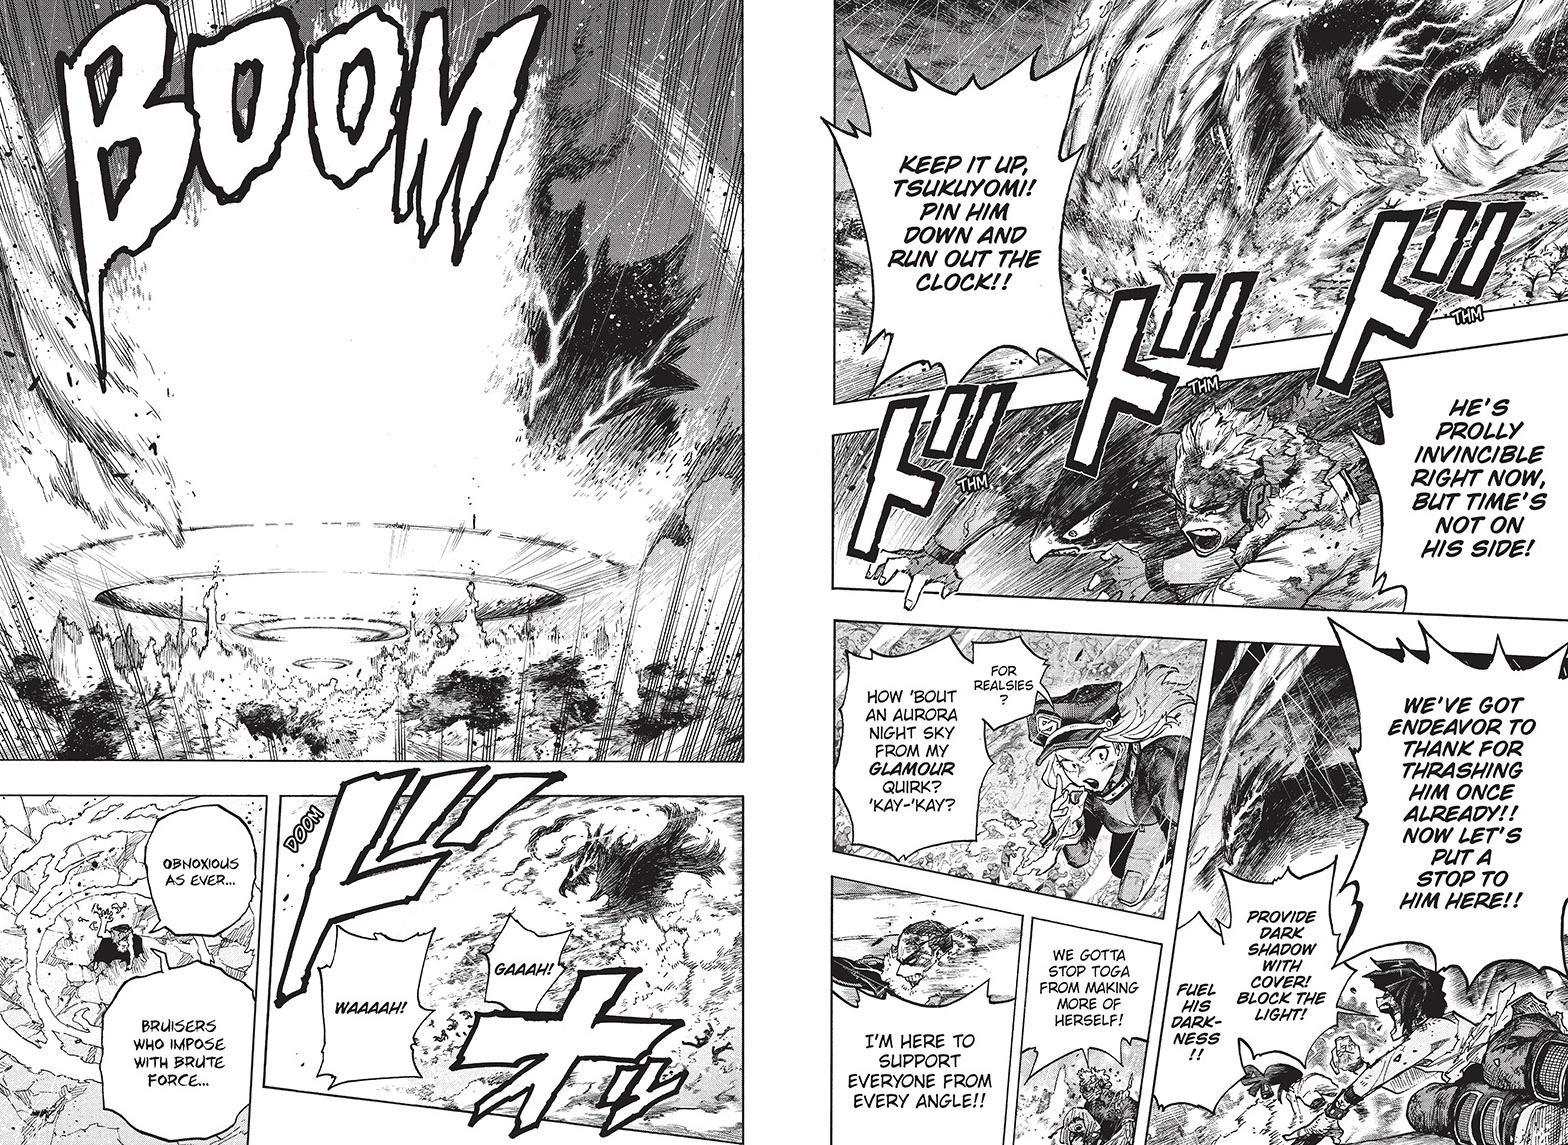 KEEP IT UP,
TSUKUYOMI!
PIN HIM
DOWN AND
RUN OUT THE
CLOCK!!
ド
THM
ド
THM
ド
THM
HE'S
PROLLY
INVINCIBLE
RIGHT NOW,
BUT TIME'S
NOT ON
HIS SIDE!
WE'VE GOT
ENDEAVOR TO
THANK FOR
THRASHING
HIM ONCE
ALREADY!!
NOW LET'S
PUT A
STOP TO
HIM HERE!!
PROVIDE
DARK
SHADOW
WITH
COVER!
BLOCK THE
LIGHT!
FUEL
HIS
DARK-
NESS
!!
FOR
REALSIES
?
HOW 'BOUT
AN AURORA
NIGHT SKY
FROM MY
GLAMOUR
QUIRK?
'KAY-'KAY?
WE GOTTA
STOP TOGA
FROM MAKING
MORE OF
HERSELF!
I'M HERE TO
SUPPORT
EVERYONE FROM
EVERY ANGLE!!
BOOM
DOOM
ド
オッ
GAAAH!
WAAAAH!
OBNOXIOUS
AS EVER...
BRUISERS
WHO IMPOSE
WITH BRUTE
FORCE...